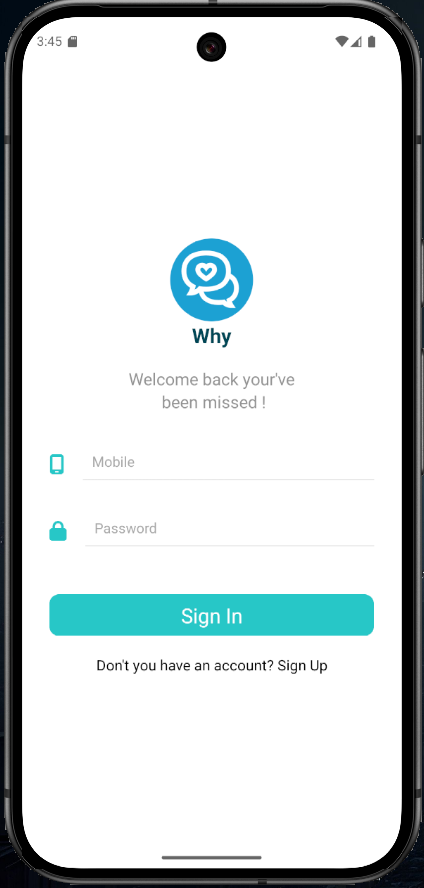 3:45
Why
Welcome back your've
been missed !
Mobile
Password
Sign In
Don't you have an account? Sign Up